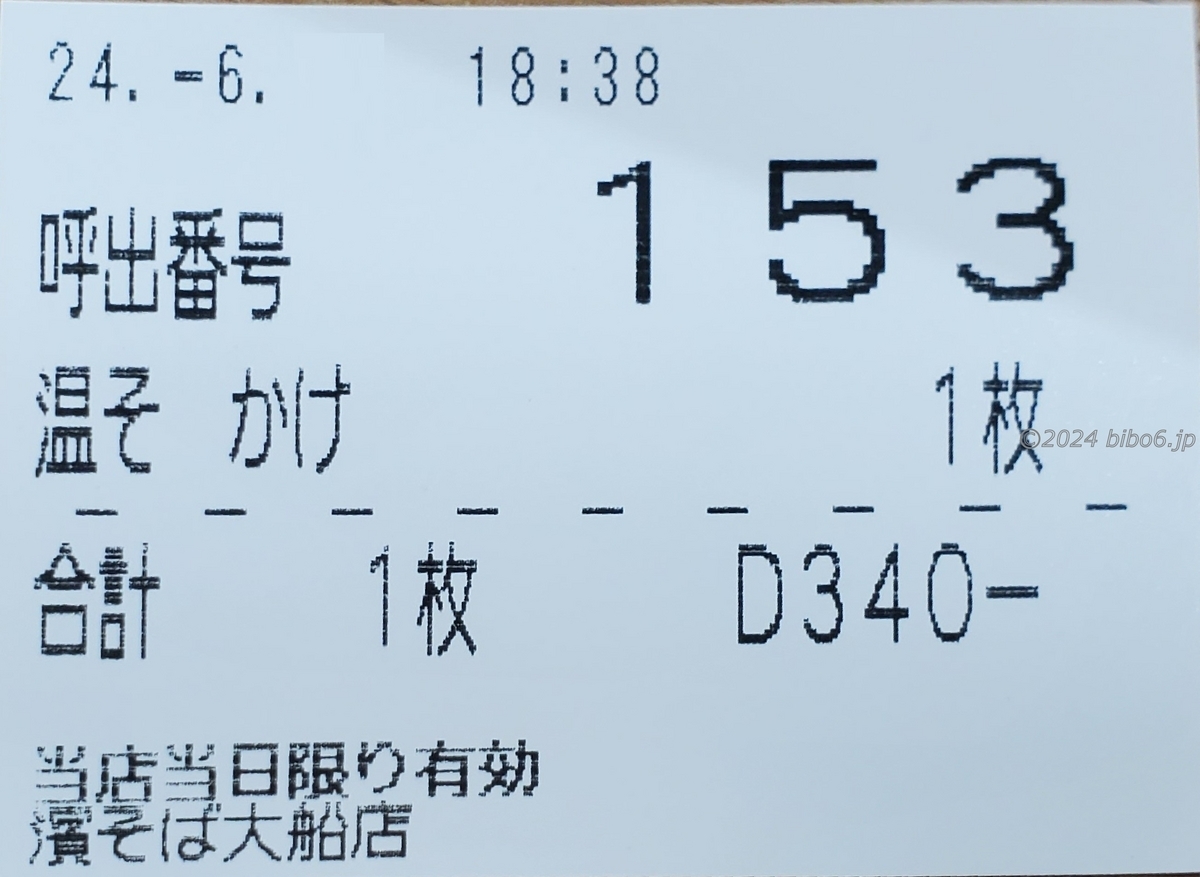 24. -6. 18:38
呼出番号 153
温そ かけ 1枚
©2024 bibo6.jp
- - - - - - - - -
合計 1枚 D340-
当店当日限り有効
濱そば大船店